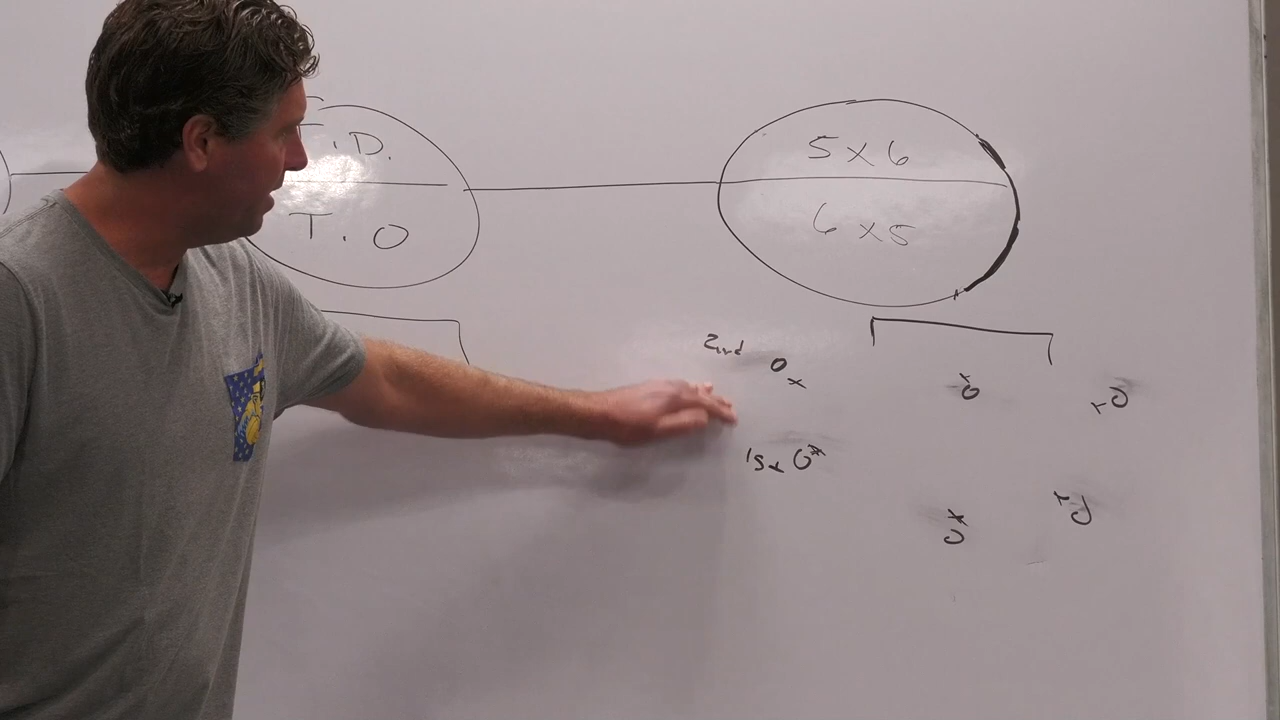 T.D.
T.O
5x6
6x5
2nd O x
1st O x
x O
x O
x O
x O